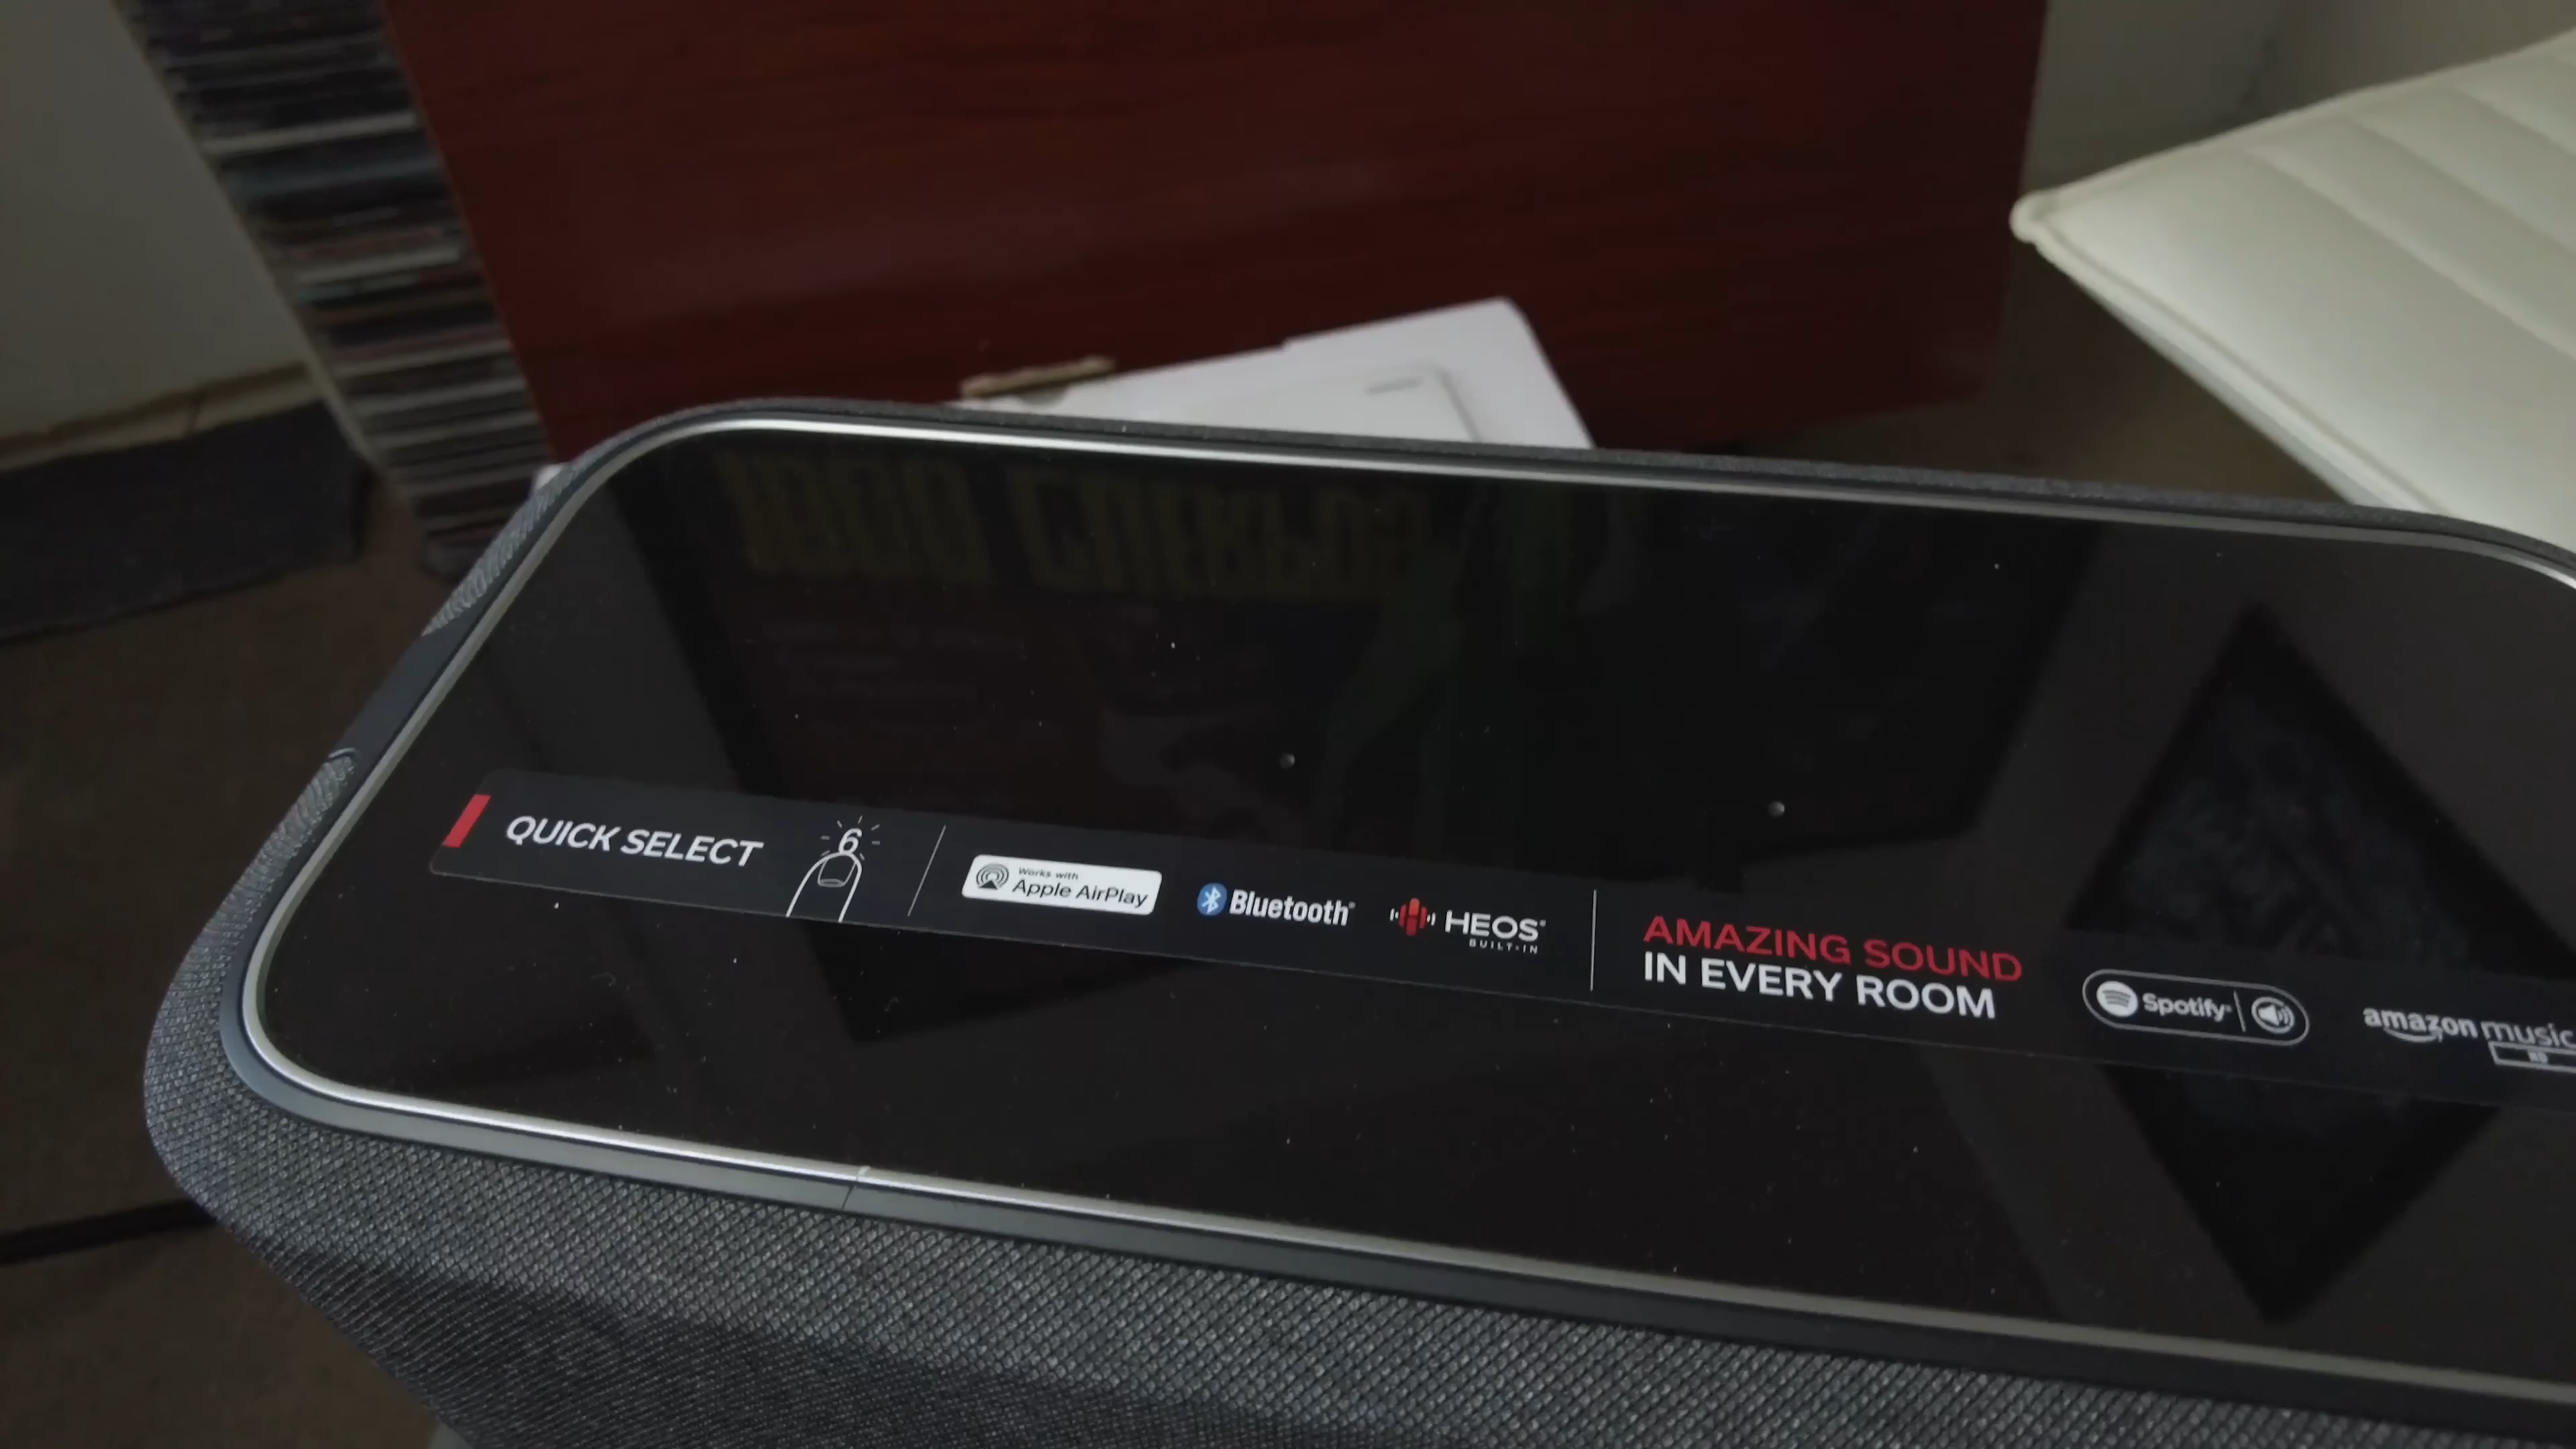 QUICK SELECT
6
Works with
Apple AirPlay
Bluetooth®
HEOS®
BUILT-IN
AMAZING SOUND
IN EVERY ROOM
Spotify®
amazon music
HD